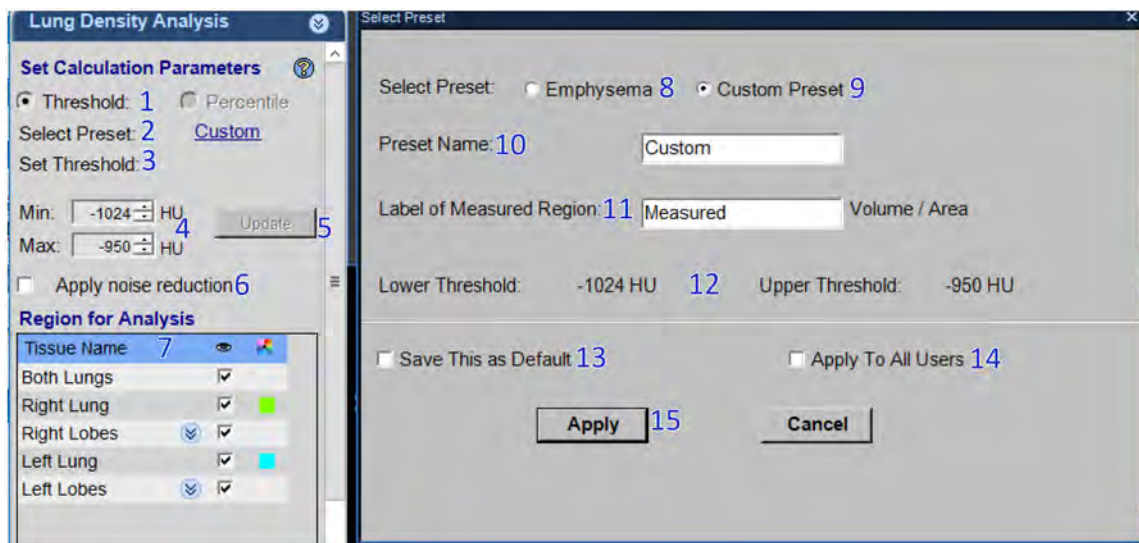 Lung Density Analysis
Set Calculation Parameters
Threshold: 1 Percentile
Select Preset: 2 Custom
Set Threshold: 3
Min: -1024 HU
4
Update 5
Max: -950 HU
Apply noise reduction 6
Region for Analysis
Tissue Name 7
Both Lungs
Right Lung
Right Lobes
Left Lung
Left Lobes
Select Preset
Select Preset: Emphysema 8 Custom Preset 9
Preset Name: 10 Custom
Label of Measured Region: 11 Measured Volume / Area
Lower Threshold: -1024 HU 12 Upper Threshold: -950 HU
Save This as Default 13 Apply To All Users 14
Apply 15 Cancel